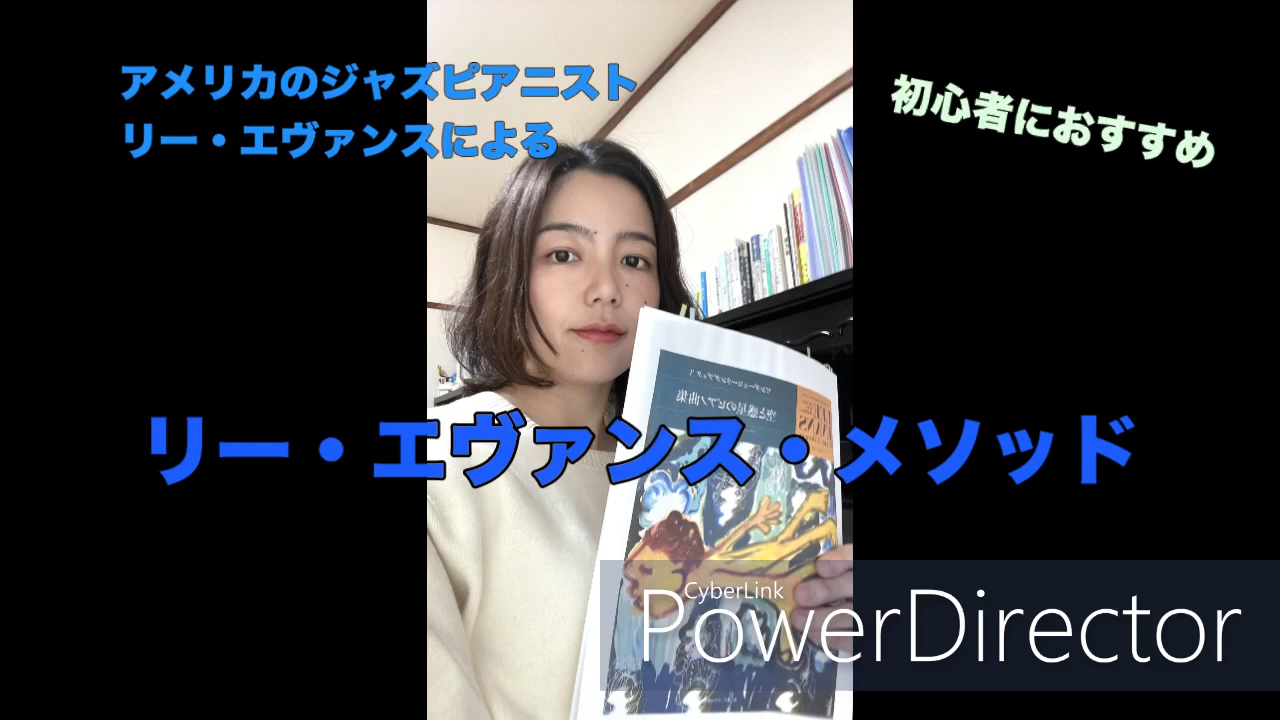 アメリカのジャズピアニスト
リー・エヴァンスによる
初心者におすすめ
リー・エヴァンス・メソッド
LEE
EVANS
CyberLink
PowerDirector